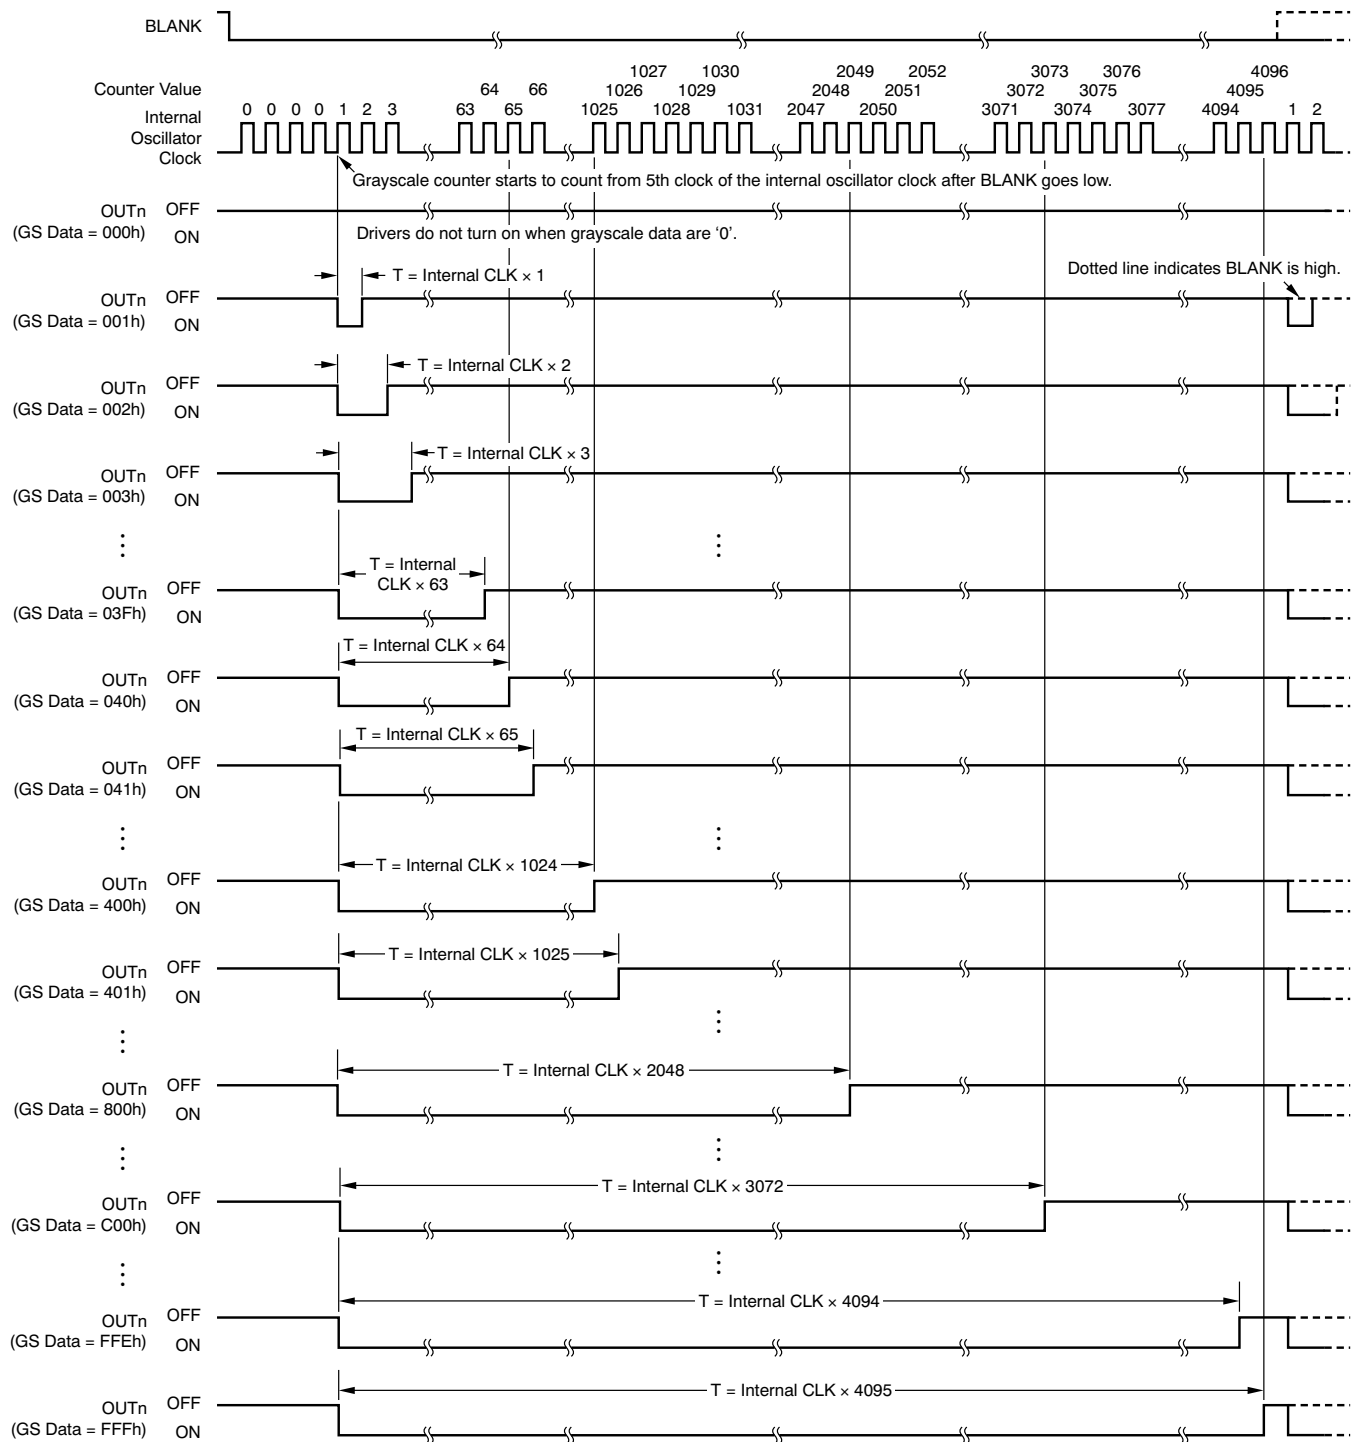 BLANK
1027 1030 2049 2052 3073 3076 4096
Counter Value 64 66 1026 1029 2048 2051 3072 3075 4095
Internal Oscillator Clock
0 0 0 0 1 2 3 63 65 1025 1028 1031 2047 2050 3071 3074 3077 4094 1 2
Grayscale counter starts to count from 5th clock of the internal oscillator clock after BLANK goes low.
OUTn OFF
(GS Data = 000h) ON
Drivers do not turn on when grayscale data are ‘0’.
T = Internal CLK × 1
Dotted line indicates BLANK is high.
OUTn OFF
(GS Data = 001h) ON
T = Internal CLK × 2
OUTn OFF
(GS Data = 002h) ON
T = Internal CLK × 3
OUTn OFF
(GS Data = 003h) ON
T = Internal
CLK × 63
OUTn OFF
(GS Data = 03Fh) ON
T = Internal CLK × 64
OUTn OFF
(GS Data = 040h) ON
T = Internal CLK × 65
OUTn OFF
(GS Data = 041h) ON
T = Internal CLK × 1024
OUTn OFF
(GS Data = 400h) ON
T = Internal CLK × 1025
OUTn OFF
(GS Data = 401h) ON
T = Internal CLK × 2048
OUTn OFF
(GS Data = 800h) ON
T = Internal CLK × 3072
OUTn OFF
(GS Data = C00h) ON
T = Internal CLK × 4094
OUTn OFF
(GS Data = FFEh) ON
T = Internal CLK × 4095
OUTn OFF
(GS Data = FFFh) ON